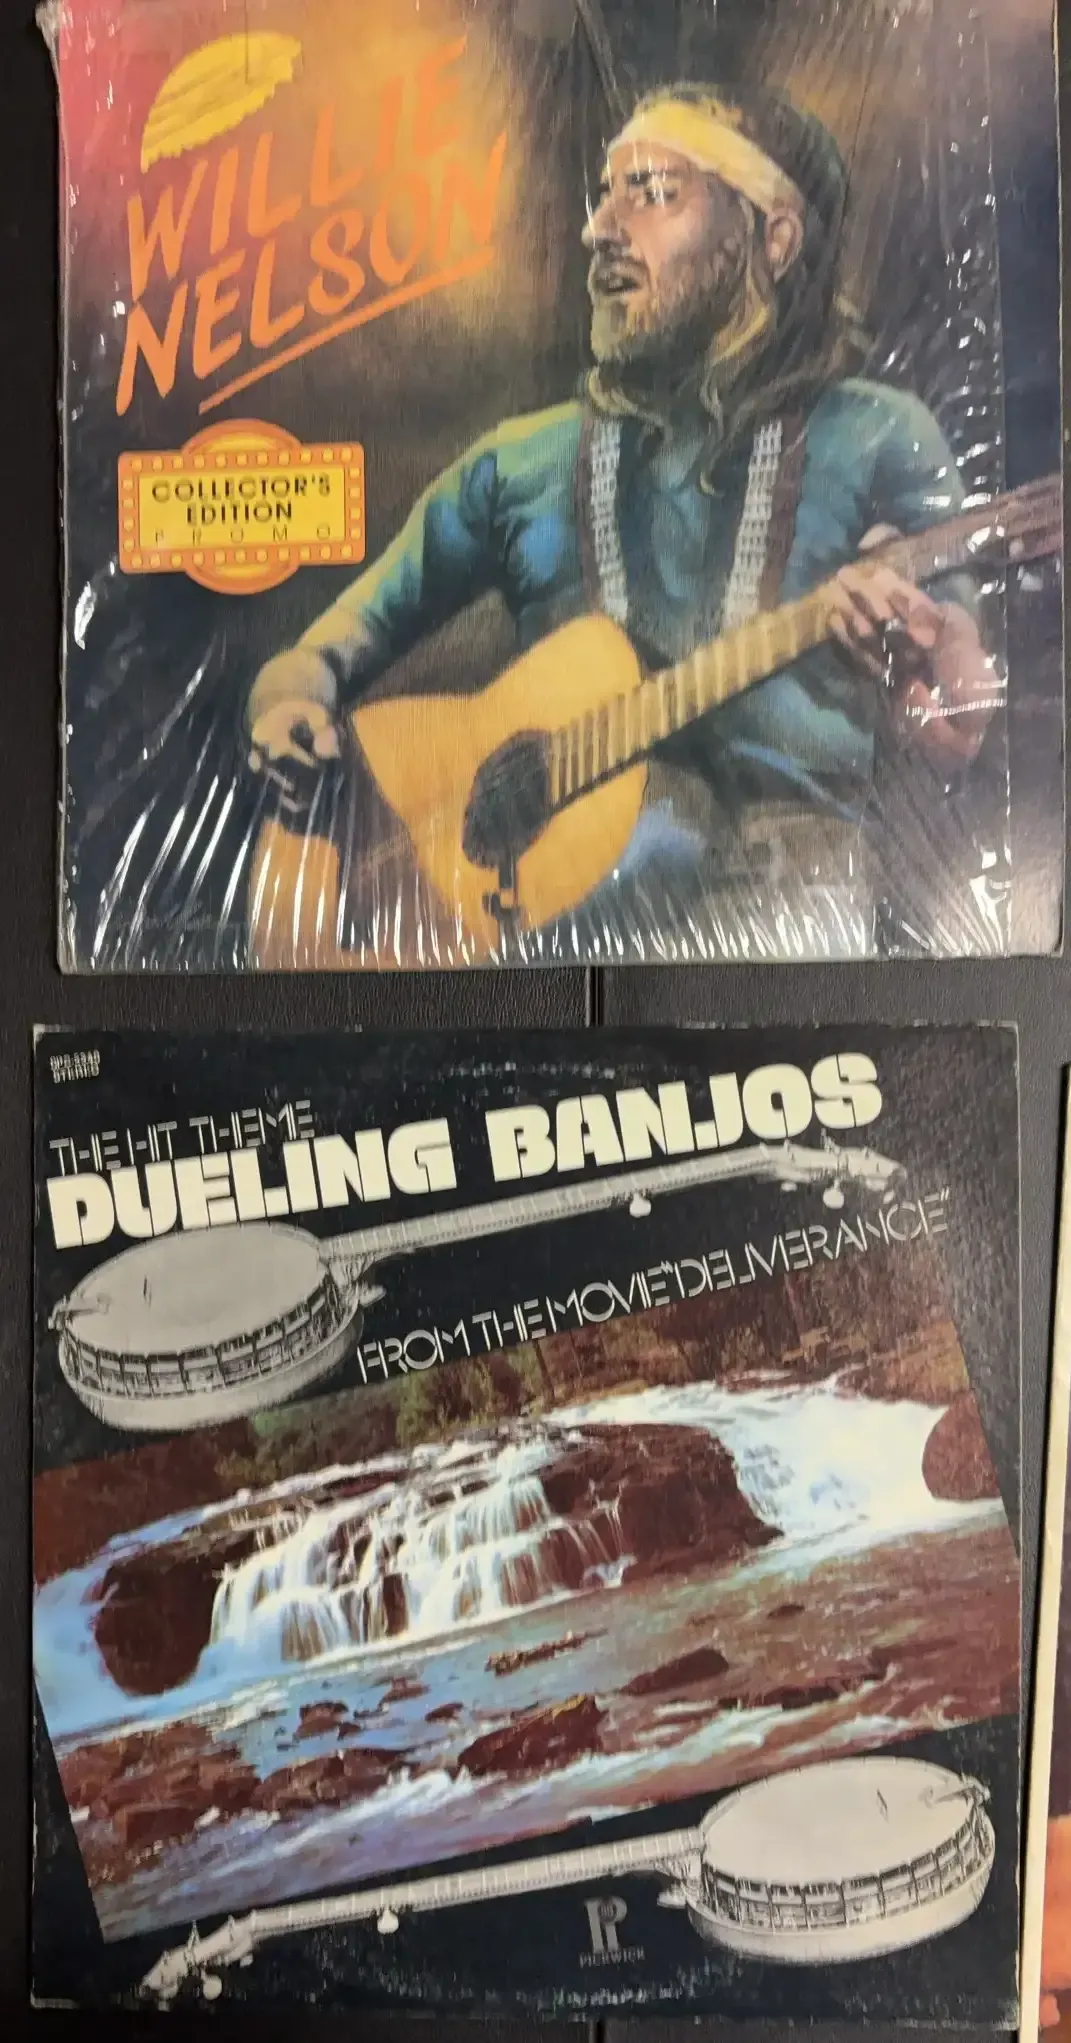 WILLIE
NELSON
COLLECTOR'S
EDITION
PROMO
STEREO
THE HIT THEME
DUELING BANJOS
FROM THE MOVIE "DELIVERANCE"
PICKWICK